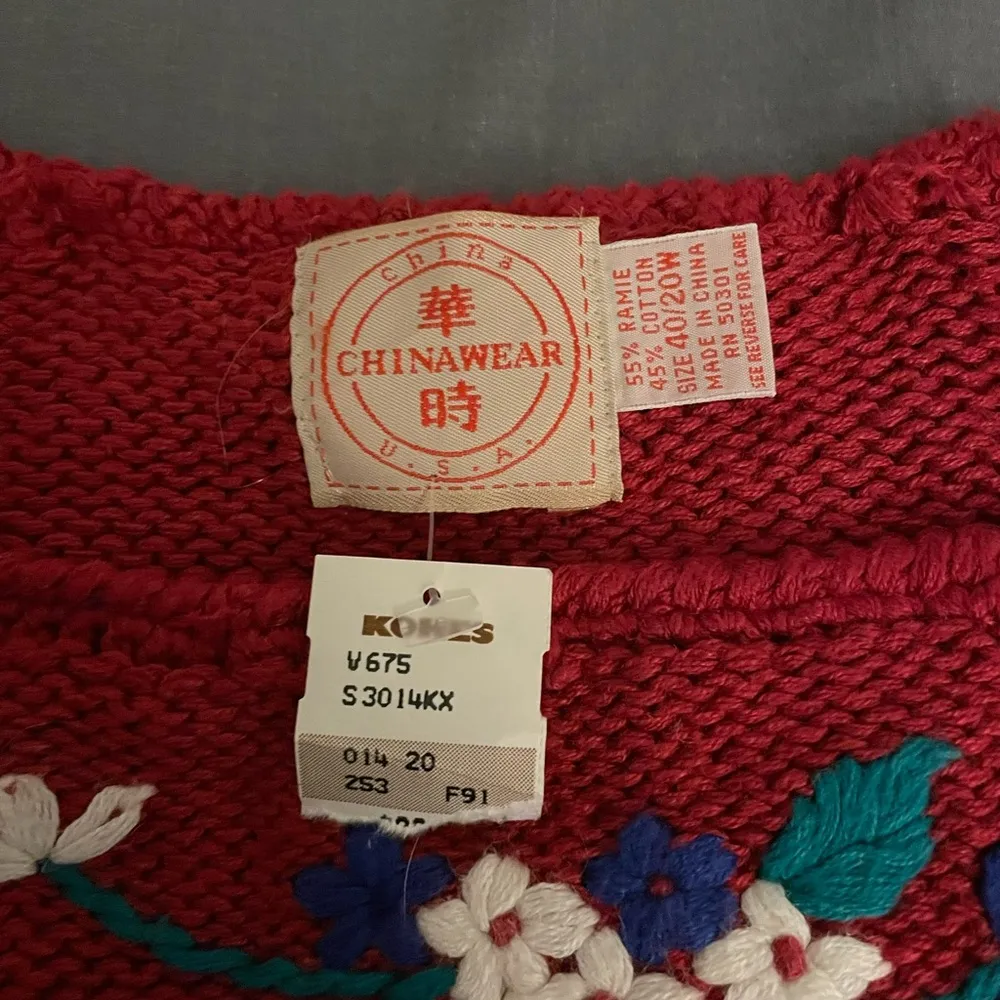 China
華
CHINAWEAR
時
U.S.A.
55% RAMIE
45% COTTON
SIZE 40/20W
MADE IN CHINA
RN 50301
SEE REVERSE FOR CARE
KOHLS
V675
S3014KX
014 20
253 F91